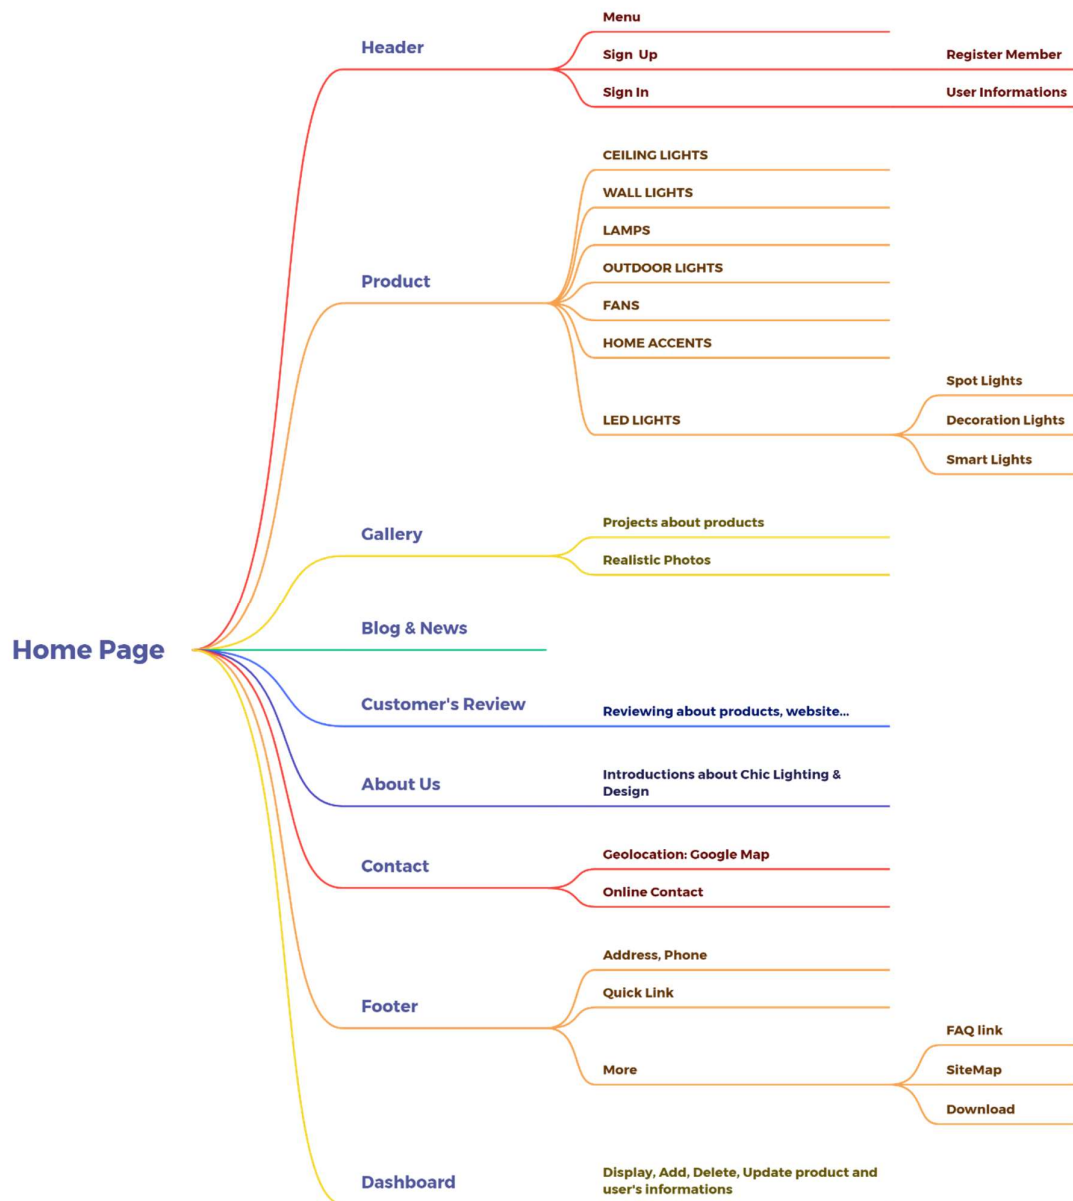 Home Page
Header
Menu
Sign Up
Register Member
Sign In
User Informations
Product
CEILING LIGHTS
WALL LIGHTS
LAMPS
OUTDOOR LIGHTS
FANS
HOME ACCENTS
LED LIGHTS
Spot Lights
Decoration Lights
Smart Lights
Gallery
Projects about products
Realistic Photos
Blog & News
Customer's Review
Reviewing about products, website...
About Us
Introductions about Chic Lighting &
Design
Contact
Geolocation: Google Map
Online Contact
Footer
Address, Phone
Quick Link
More
FAQ link
SiteMap
Download
Dashboard
Display, Add, Delete, Update product and
user's informations